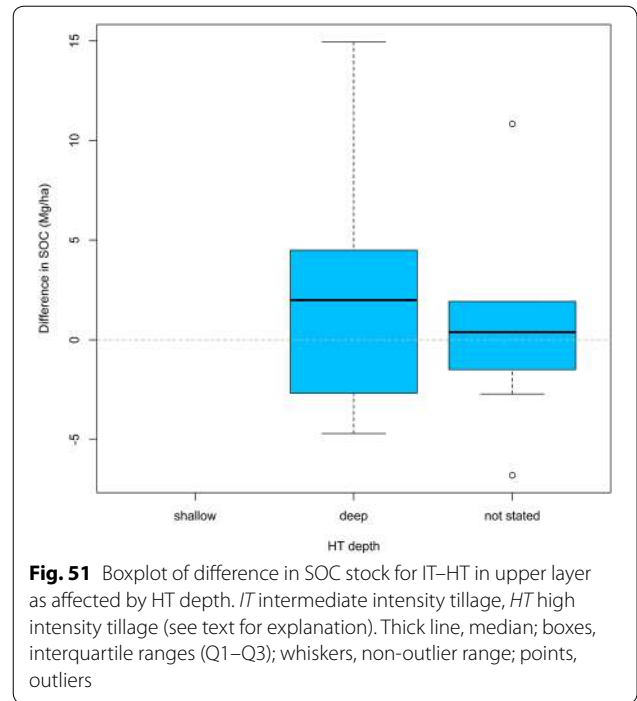 15
10
5
0
-5
Difference in SOC (Mg/ha)
shallow deep not stated
HT depth
Fig. 51 Boxplot of difference in SOC stock for IT–HT in upper layer
as affected by HT depth. IT intermediate intensity tillage, HT high
intensity tillage (see text for explanation). Thick line, median; boxes,
interquartile ranges (Q1–Q3); whiskers, non-outlier range; points,
outliers